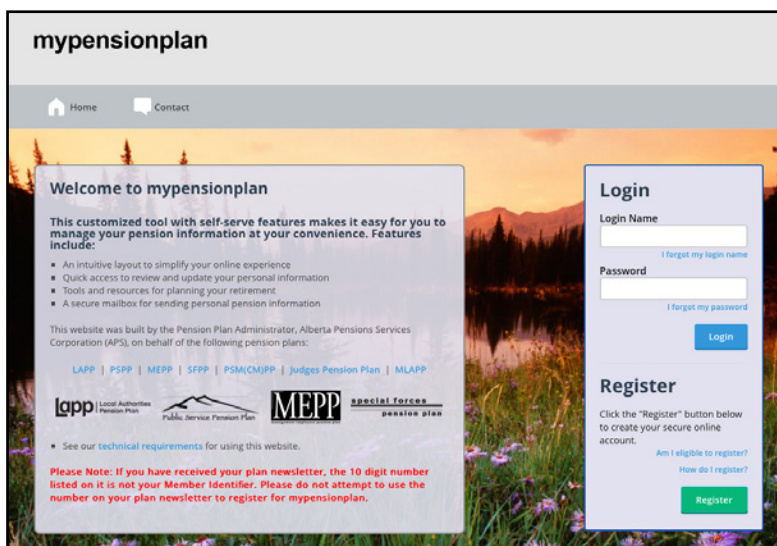 mypensionplan
Home
Contact
Welcome to mypensionplan
This customized tool with self-serve features makes it easy for you to
manage your pension information at your convenience. Features
include:
An intuitive layout to simplify your online experience
Quick access to review and update your personal information
Tools and resources for planning your retirement
A secure mailbox for sending personal pension information
This website was built by the Pension Plan Administrator, Alberta Pensions Services
Corporation (APS), on behalf of the following pension plans:
LAPP | PSPP | MEPP | SFPP | PSM(CM)PP | Judges Pension Plan | MLAPP
lapp Local Authorities
Pension Plan
Public Service Pension Plan
MEPP
special forces
pension plan
See our technical requirements for using this website.
Please Note: If you have received your plan newsletter, the 10 digit number
listed on it is not your Member Identifier. Please do not attempt to use the
number on your plan newsletter to register for mypensionplan.
Login
Login Name
I forgot my login name
Password
I forgot my password
Login
Register
Click the "Register" button below
to create your secure online
account.
Am I eligible to register?
How do I register?
Register